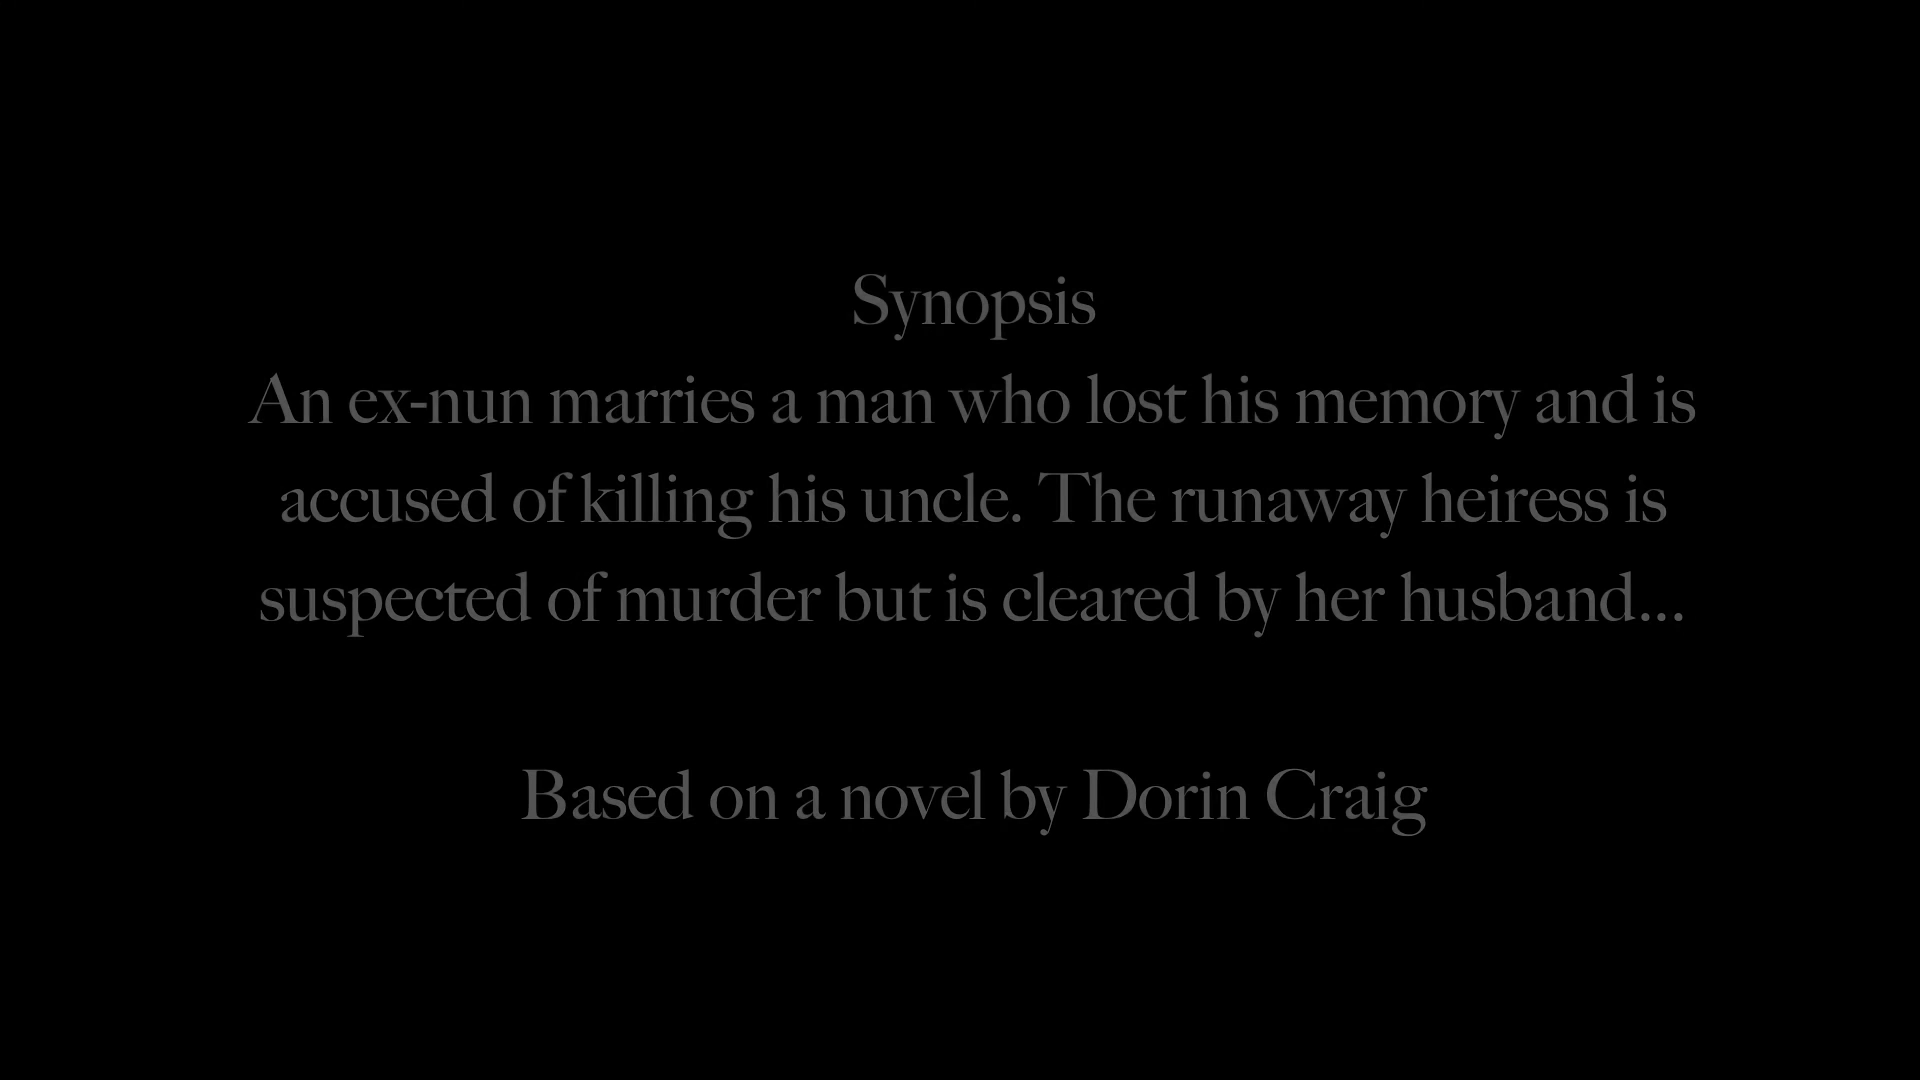 Synopsis
An ex-nun marries a man who lost his memory and is
accused of killing his uncle. The runaway heiress is
suspected of murder but is cleared by her husband...
Based on a novel by Dorin Craig